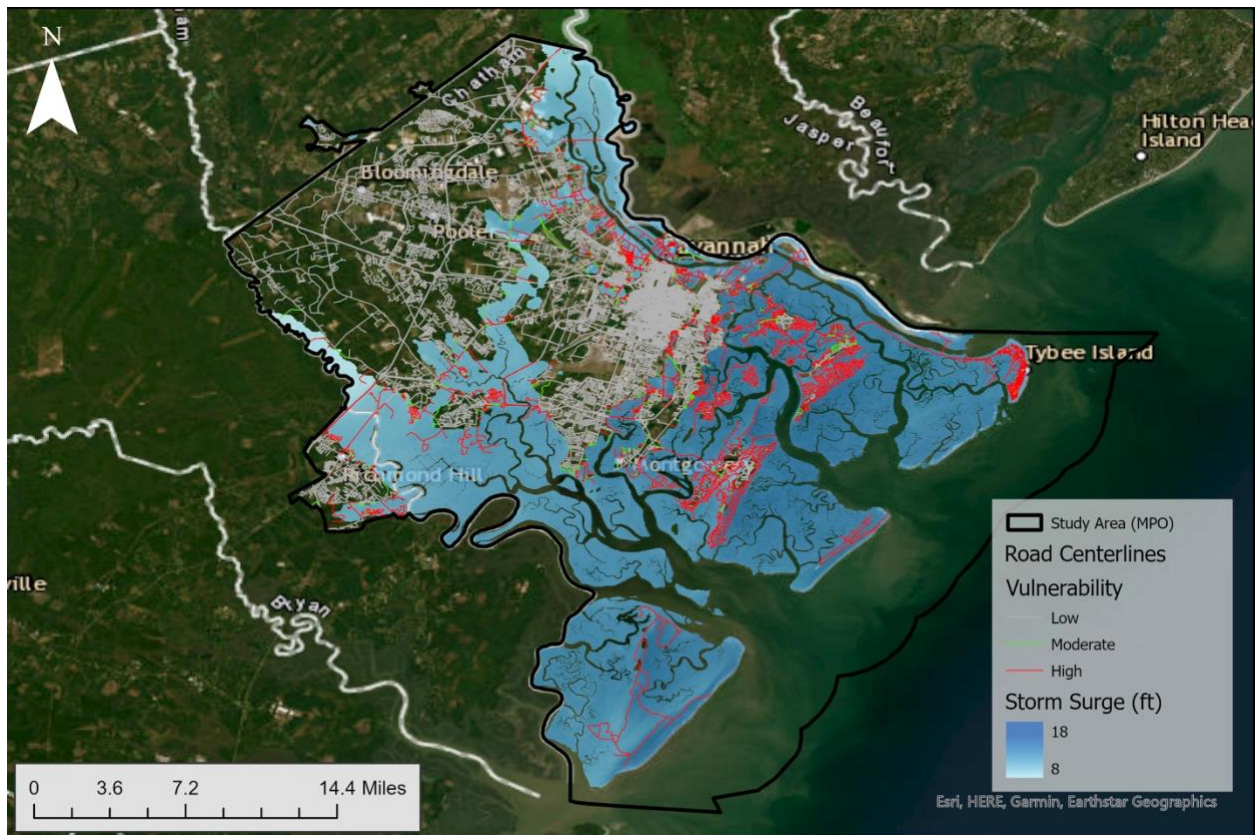 N
am
Chatham
Beaufort
Jasper
Hilton Hea
Island
Bloomingdale
Pooler
Savannah
Tybee Island
Richmond Hill
Montgomery
ville
Bryan
Study Area (MPO)
Road Centerlines
Vulnerability
Low
Moderate
High
Storm Surge (ft)
18
8
0 3.6 7.2 14.4 Miles
Esri, HERE, Garmin, Earthstar Geographics